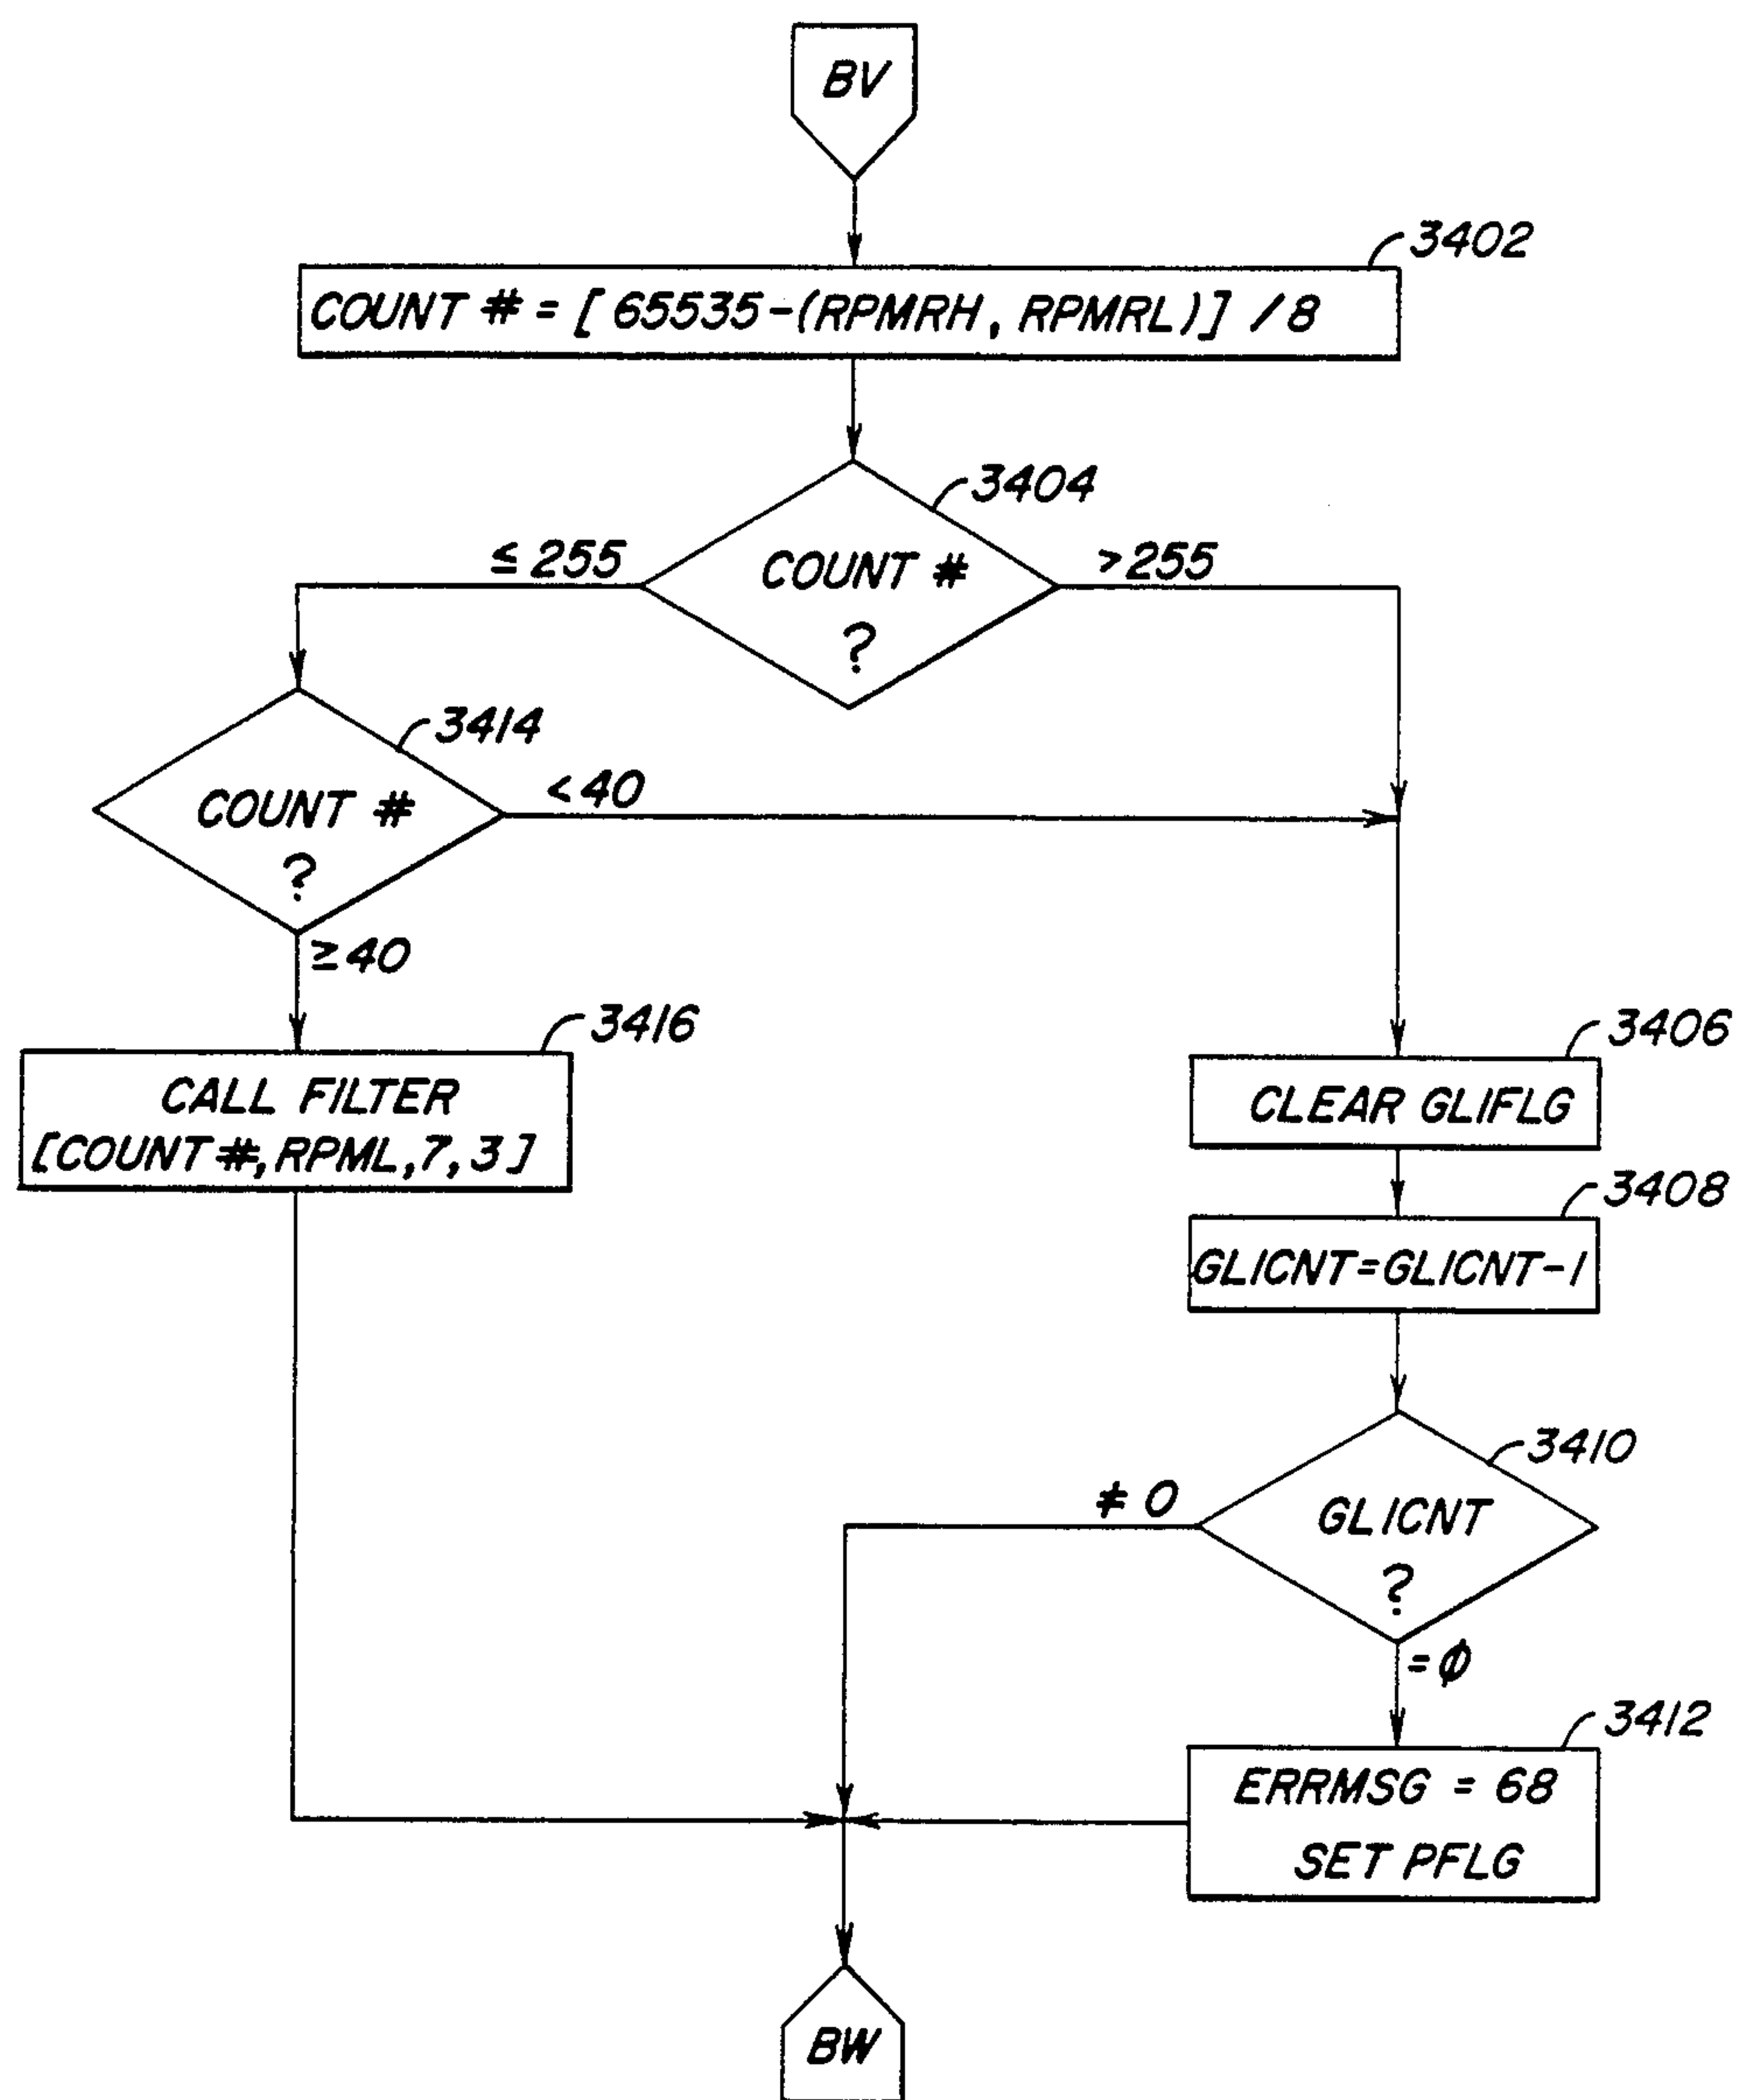 BV
3402
COUNT # = [ 65535-(RPMRH, RPMRL)] /8
3404
≤ 255
COUNT #
?
>255
3414
COUNT #
?
<40
≥40
3416
CALL FILTER
[COUNT#, RPML, 7, 3]
3406
CLEAR GLIFLG
3408
GLICNT=GLICNT-1
3410
≠ 0
GLICNT
?
=ϕ
3412
ERRMSG = 68
SET PFLG
BW